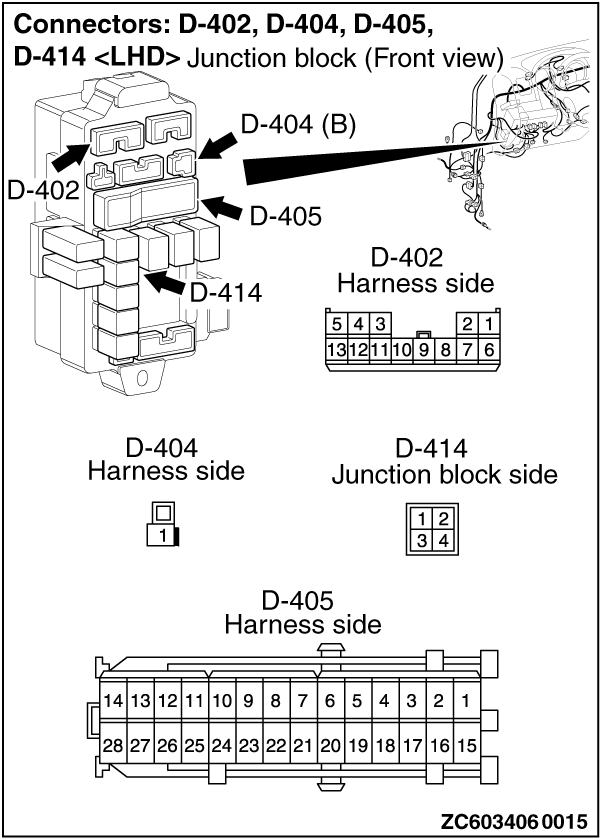 Connectors: D-402, D-404, D-405,
D-414 <LHD> Junction block (Front view)
D-404 (B)
D-402
D-405
D-414
D-402
Harness side
5 4 3 2 1
13 12 11 10 9 8 7 6
D-404
Harness side
1
D-414
Junction block side
1 2
3 4
D-405
Harness side
14 13 12 11 10 9 8 7 6 5 4 3 2 1
28 27 26 25 24 23 22 21 20 19 18 17 16 15
ZC6034060015